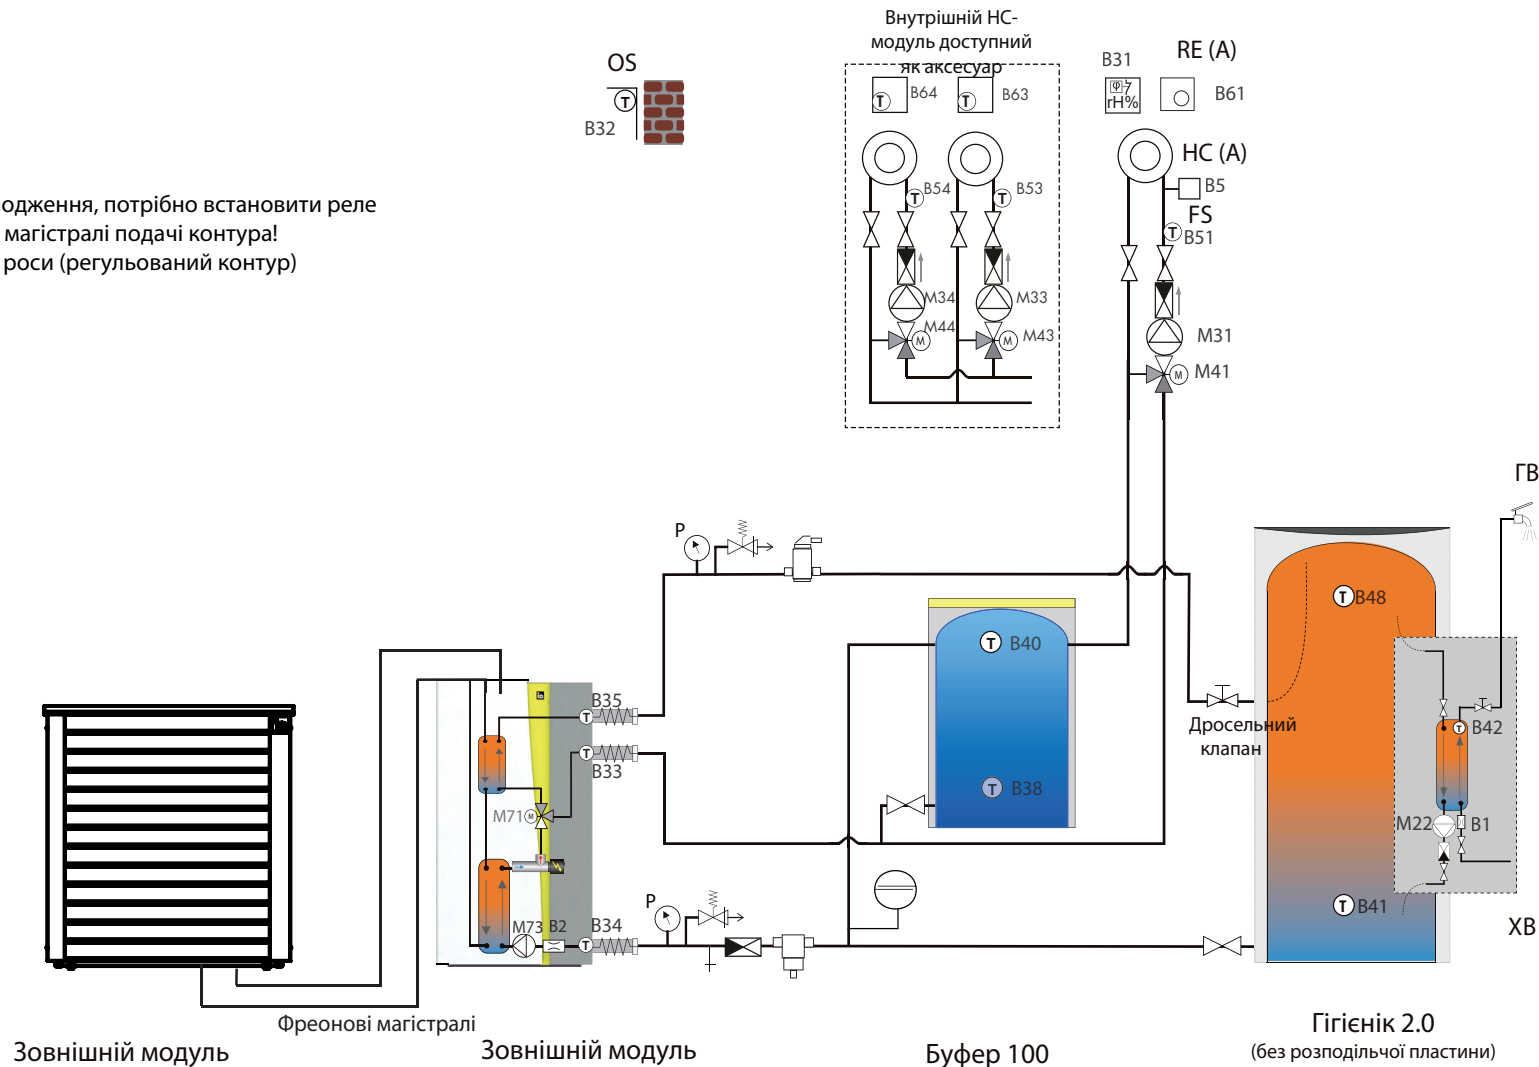 Внутрішній НС-
модуль доступний
як аксесуар
OS
T
B32
T
B64
T
B63
B31
RE (A)
rH%
B61
HC (A)
B5
FS
T
B51
T
B54
T
B53
одження, потрібно встановити реле
магістралі подачі контура!
роси (регульований контур)
M34
M33
M44
M
M43
M
M31
M41
M
ГВ
P
T
B48
T
B40
B35
T
T
B33
Дросельний
клапан
T
B42
T
B38
M71
M
M22
B1
P
M73
B2
B34
T
T
B41
ХВ
Фреонові магістралі
Зовнішній модуль
Зовнішній модуль
Буфер 100
Гігієнік 2.0
(без розподільчої пластини)